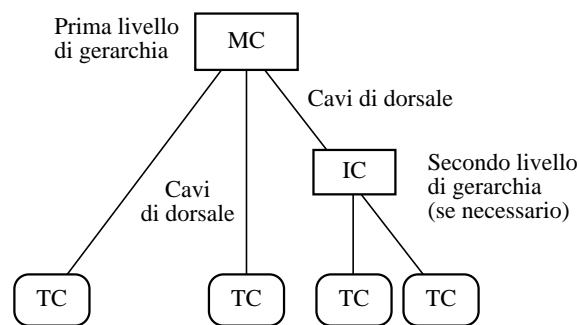 Prima livello
di gerarchia
MC
Cavi di dorsale
IC
Secondo livello
di gerarchia
(se necessario)
Cavi
di dorsale
TC
TC
TC
TC